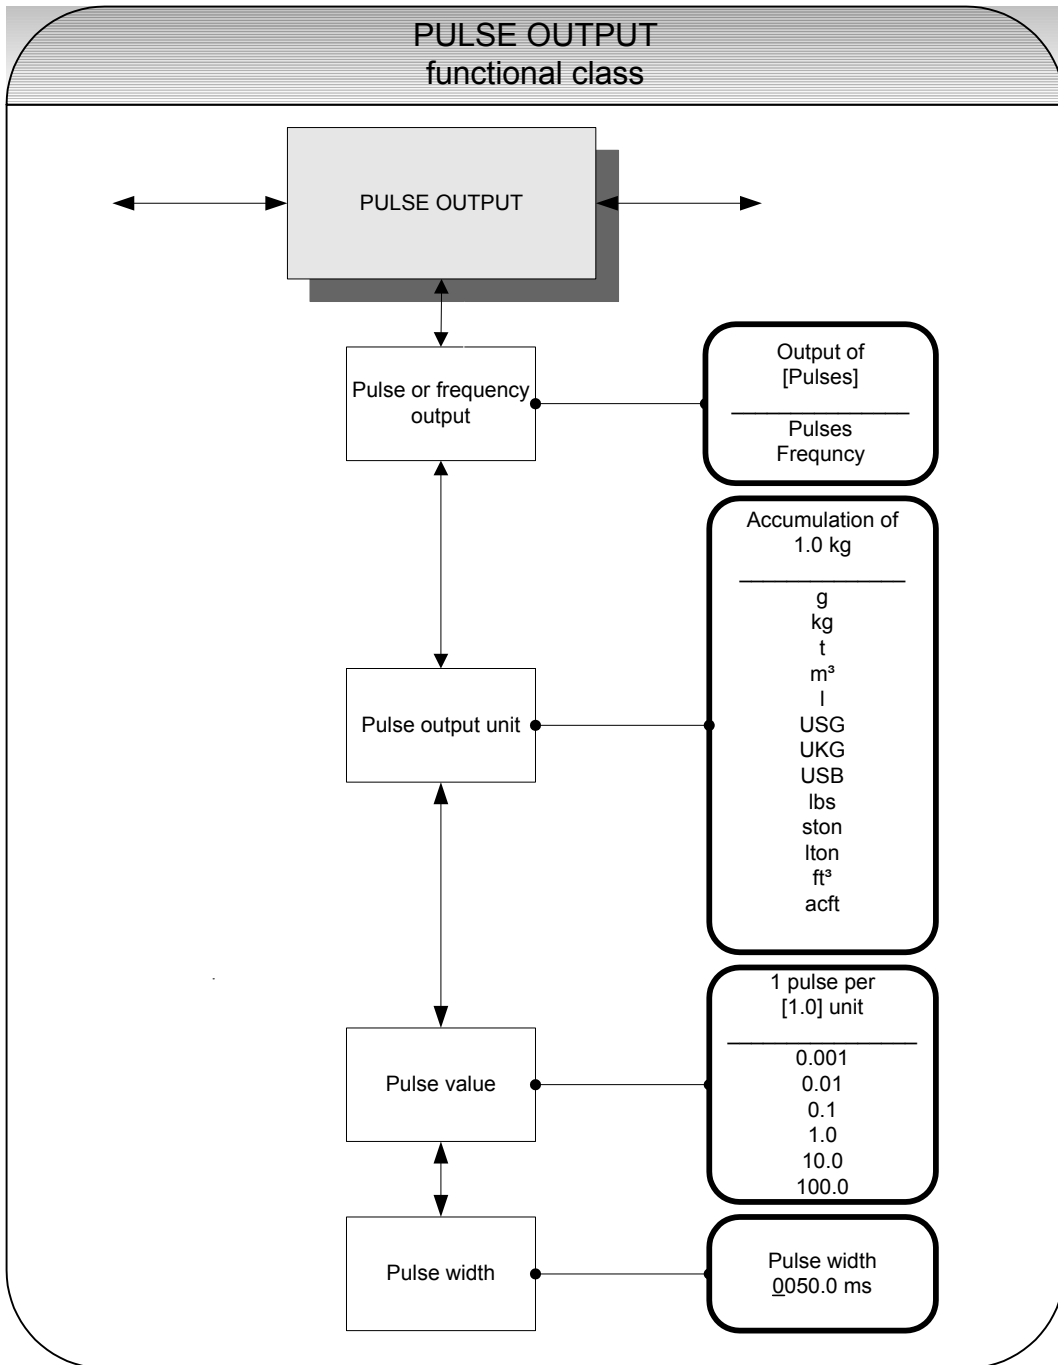 PULSE OUTPUT
functional class
PULSE OUTPUT
Pulse or frequency
output
Output of
[Pulses]
Pulses
Frequncy
Pulse output unit
Accumulation of
1.0 kg
g
kg
t
m³
l
USG
UKG
USB
lbs
ston
lton
ft³
acft
Pulse value
1 pulse per
[1.0] unit
0.001
0.01
0.1
1.0
10.0
100.0
Pulse width
Pulse width
0050.0 ms